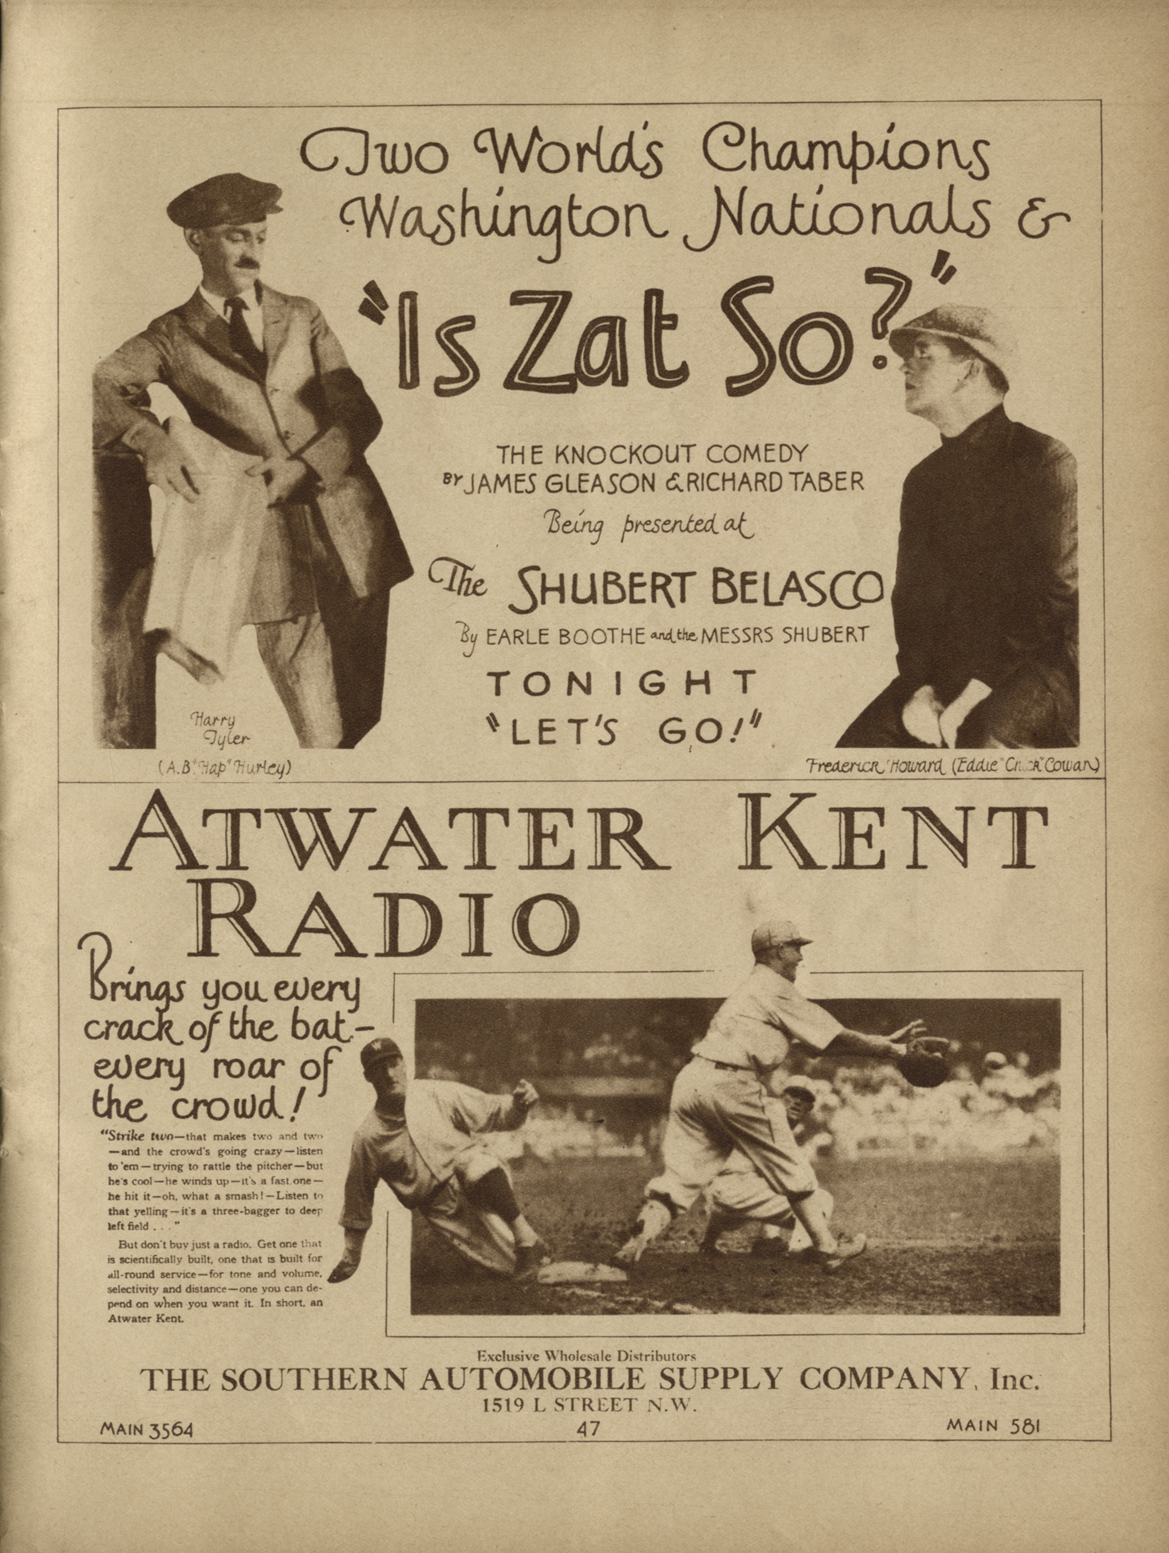 Two World's Champions
Washington Nationals &
"Is Zat So?"
THE KNOCKOUT COMEDY
BY JAMES GLEASON & RICHARD TABER
Being presented at
The SHUBERT BELASCO
By EARLE BOOTHE and the MESSRS SHUBERT
TONIGHT
"LET'S GO!"
Harry
Tyler
(A.B "Hap" Hurley)
Frederick Howard (Eddie Cowan)
ATWATER KENT
RADIO
Brings you every
crack of the bat-
every roar of
the crowd!
"Strike two—that makes two and two
—and the crowd's going crazy—listen
to 'em—trying to rattle the pitcher—but
he's cool—he winds up—it's a fast one—
he hit it—oh, what a smash!—Listen to
that yelling—it's a three-bagger to deep
left field . . ."
But don't buy just a radio. Get one that
is scientifically built, one that is built for
all-round service—for tone and volume,
selectivity and distance—one you can de-
pend on when you want it. In short, an
Atwater Kent.
Exclusive Wholesale Distributors
THE SOUTHERN AUTOMOBILE SUPPLY COMPANY, Inc.
1519 L STREET N.W.
MAIN 3564
47
MAIN 581